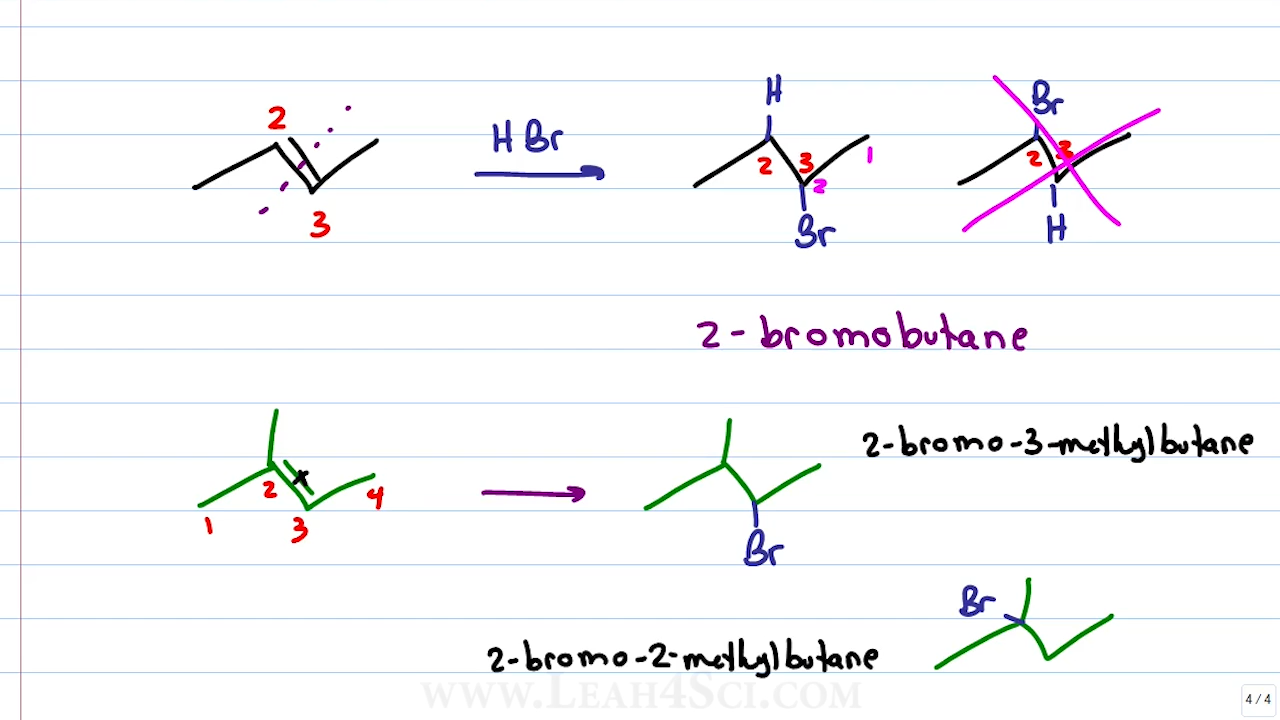 H Br
2
H
2
3
1
2
Br
Br
2
3
H
3
2-bromobutane
2-bromo-3-methylbutane
2
1
3
4
Br
Br
2-bromo-2-methylbutane
www.Leah4Sci.com
4 / 4